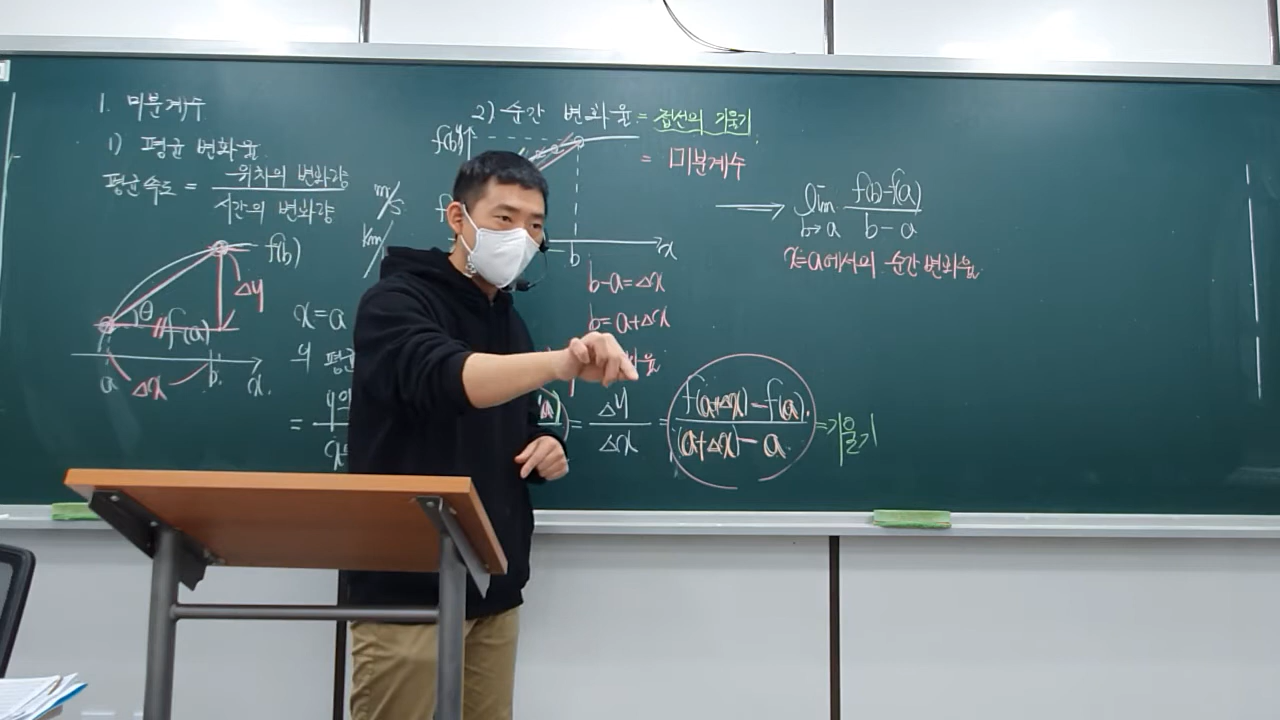 1. 미분계수
1) 평균 변화율
평균속도 = 위치의 변화량 / 시간의 변화량
m/s
km/
f(b)
Δy
θ
f(a)
a
Δx
b
x
x=a
의 평균
=
2) 순간 변화율 = 접선의 기울기
= 미분계수
f(b)
y
b
x
b-a=Δx
b=a+Δx
= Δy/Δx = f(a+Δx)-f(a) / (a+Δx)-a = 기울기
lim b→a f(b)-f(a) / b-a
x=a에서의 순간변화율